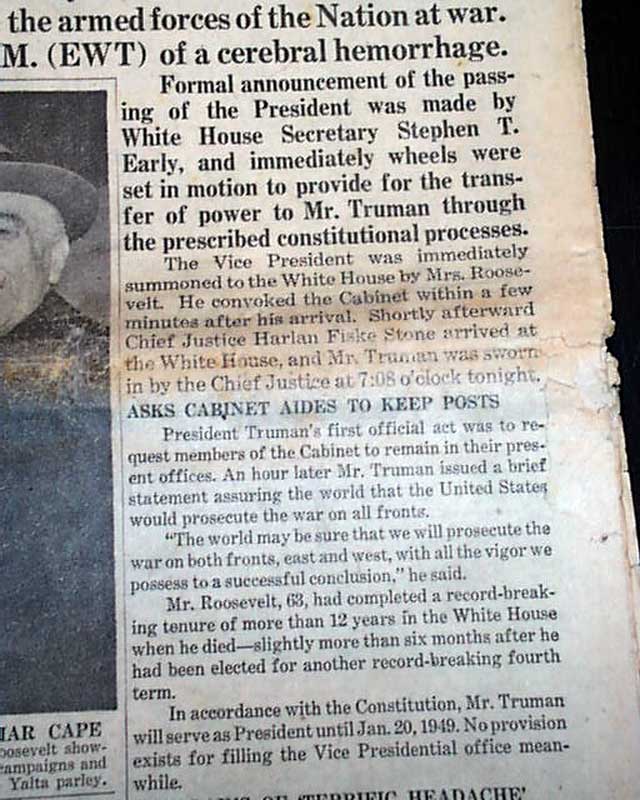 the armed forces of the Nation at war.
M. (EWT) of a cerebral hemorrhage.
Formal announcement of the pass-
ing of the President was made by
White House Secretary Stephen T.
Early, and immediately wheels were
set in motion to provide for the trans-
fer of power to Mr. Truman through
the prescribed constitutional processes.
The Vice President was immediately
summoned to the White House by Mrs. Roose-
velt. He convoked the Cabinet within a few
minutes after his arrival. Shortly afterward
Chief Justice Harlan Fiske Stone arrived at
the White House, and Mr. Truman was sworn
in by the Chief Justice at 7:08 o'clock tonight.
ASKS CABINET AIDES TO KEEP POSTS
President Truman's first official act was to re-
quest members of the Cabinet to remain in their pres-
ent offices. An hour later Mr. Truman issued a brief
statement assuring the world that the United States
would prosecute the war on all fronts.
"The world may be sure that we will prosecute the
war on both fronts, east and west, with all the vigor we
possess to a successful conclusion," he said.
Mr. Roosevelt, 63, had completed a record-break-
ing tenure of more than 12 years in the White House
when he died—slightly more than six months after he
had been elected for another record-breaking fourth
term.
In accordance with the Constitution, Mr. Truman
will serve as President until Jan. 20, 1949. No provision
exists for filling the Vice Presidential office mean-
while.
'TERRIFIC HEADACHE'
IAR CAPE
oosevelt show-
campaigns and
Yalta parley.